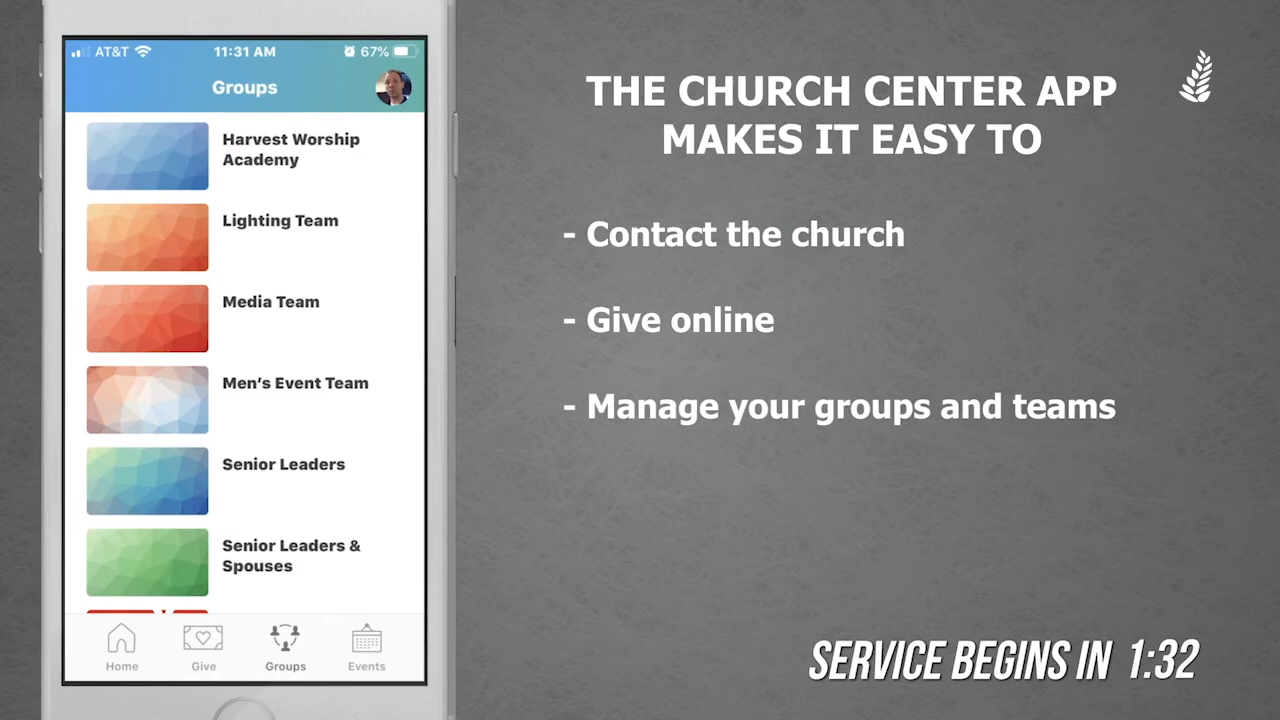 AT&T 11:31 AM 67%
Groups
Harvest Worship
Academy
Lighting Team
Media Team
Men’s Event Team
Senior Leaders
Senior Leaders &
Spouses
Home Give Groups Events
THE CHURCH CENTER APP
MAKES IT EASY TO
- Contact the church
- Give online
- Manage your groups and teams
SERVICE BEGINS IN 1:32